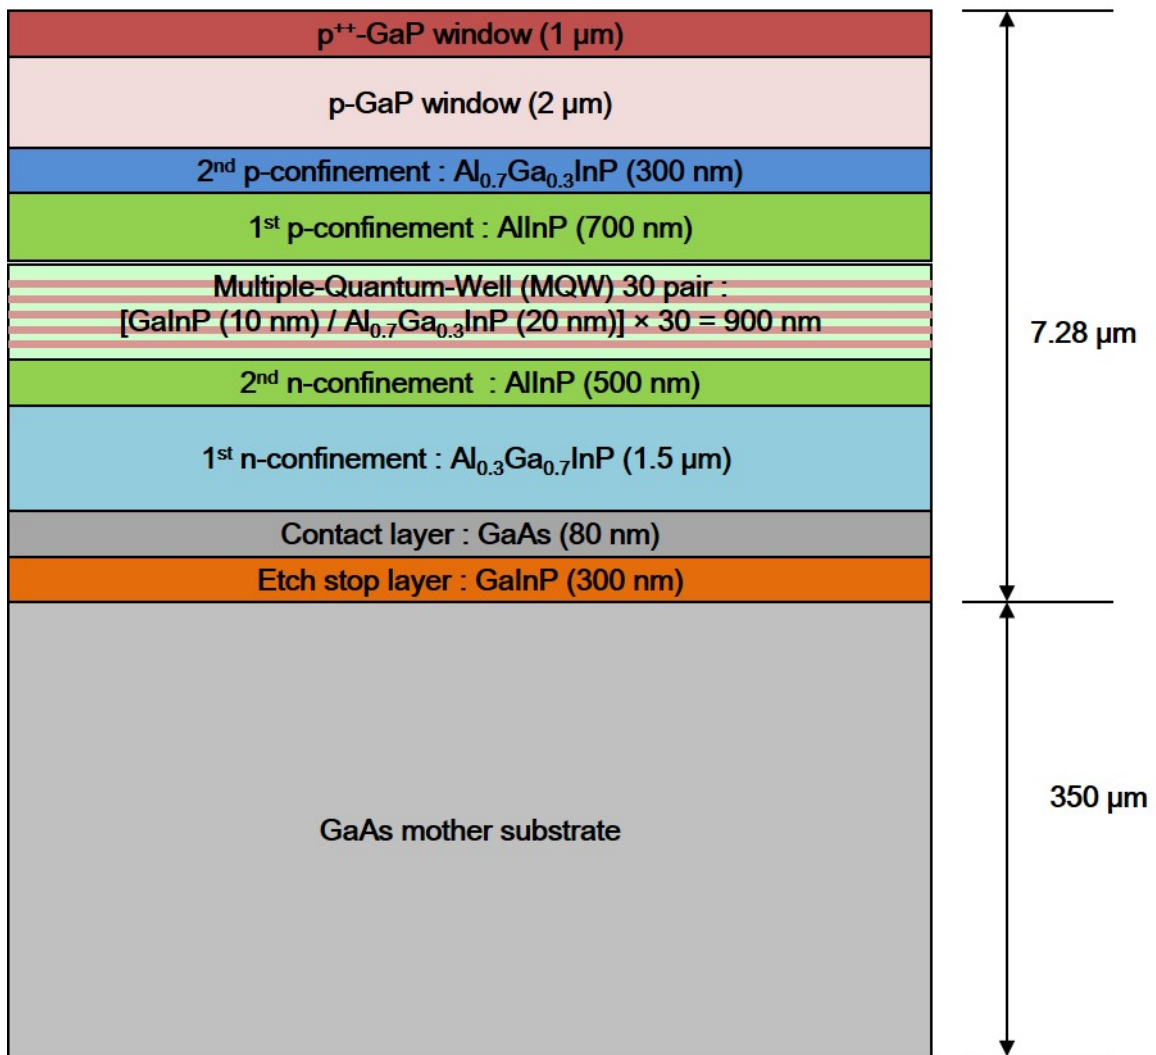 p⁺⁺-GaP window (1 µm)
p-GaP window (2 µm)
2ⁿᵈ p-confinement : Al₀.₇Ga₀.₃InP (300 nm)
1ˢᵗ p-confinement : AlInP (700 nm)
Multiple-Quantum-Well (MQW) 30 pair :
[GaInP (10 nm) / Al₀.₇Ga₀.₃InP (20 nm)] × 30 = 900 nm
2ⁿᵈ n-confinement : AlInP (500 nm)
1ˢᵗ n-confinement : Al₀.₃Ga₀.₇InP (1.5 µm)
Contact layer : GaAs (80 nm)
Etch stop layer : GaInP (300 nm)
GaAs mother substrate
7.28 µm
350 µm